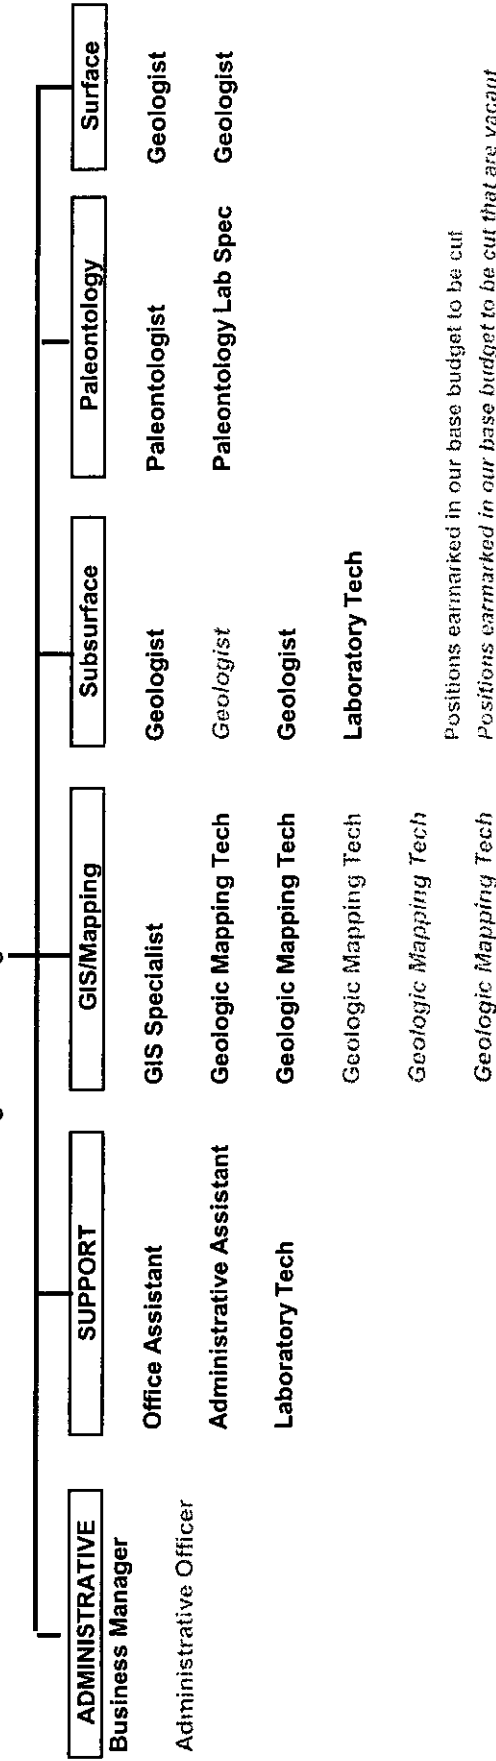 ADMINISTRATIVE
Business Manager
Administrative Officer
SUPPORT
Office Assistant
Administrative Assistant
Laboratory Tech
GIS/Mapping
GIS Specialist
Geologic Mapping Tech
Geologic Mapping Tech
Geologic Mapping Tech
Geologic Mapping Tech
Geologic Mapping Tech
Subsurface
Geologist
Geologist
Geologist
Laboratory Tech
Paleontology
Paleontologist
Paleontology Lab Spec
Surface
Geologist
Geologist
Positions earmarked in our base budget to be cut
Positions earmarked in our base budget to be cut that are vacant